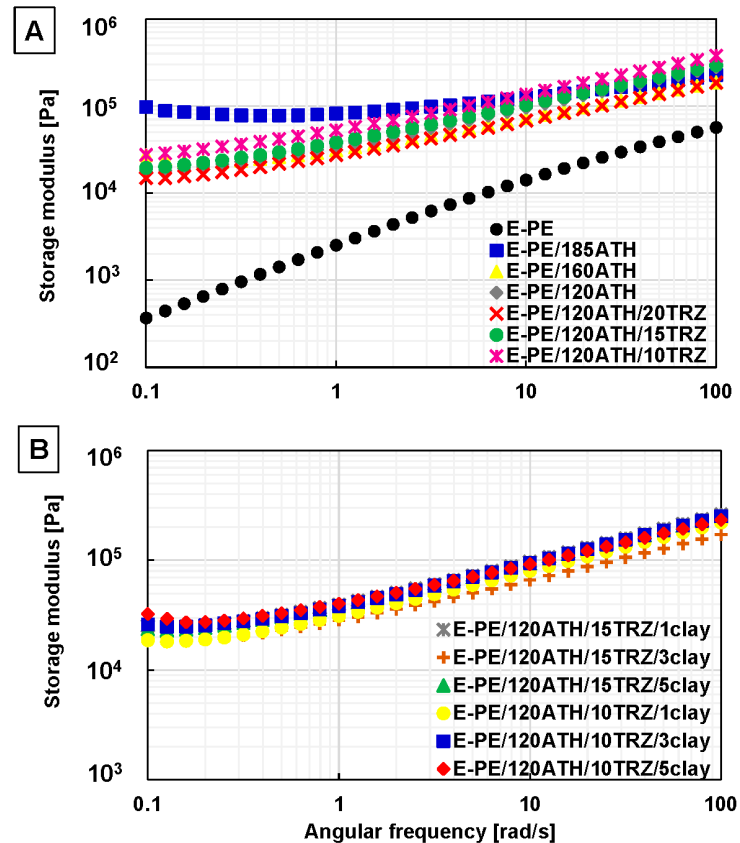 A
10⁶
10⁵
10⁴
10³
10²
Storage modulus [Pa]
E-PE
E-PE/185ATH
E-PE/160ATH
E-PE/120ATH
E-PE/120ATH/20TRZ
E-PE/120ATH/15TRZ
E-PE/120ATH/10TRZ
0.1 1 10 100
B
10⁶
10⁵
10⁴
10³
Storage modulus [Pa]
E-PE/120ATH/15TRZ/1clay
E-PE/120ATH/15TRZ/3clay
E-PE/120ATH/15TRZ/5clay
E-PE/120ATH/10TRZ/1clay
E-PE/120ATH/10TRZ/3clay
E-PE/120ATH/10TRZ/5clay
0.1 1 10 100
Angular frequency [rad/s]